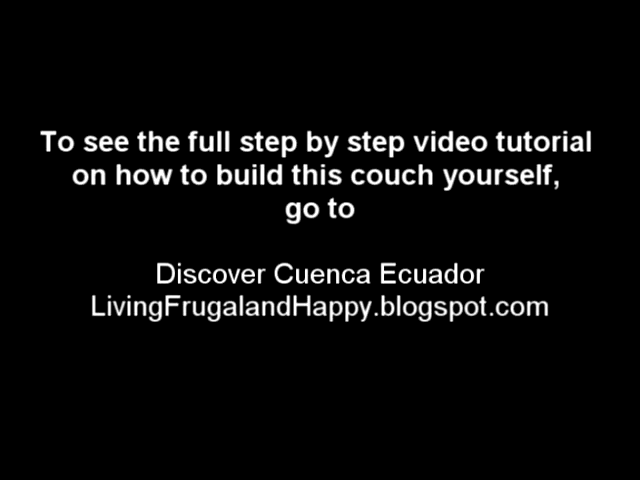 To see the full step by step video tutorial
on how to build this couch yourself,
go to
Discover Cuenca Ecuador
LivingFrugalandHappy.blogspot.com